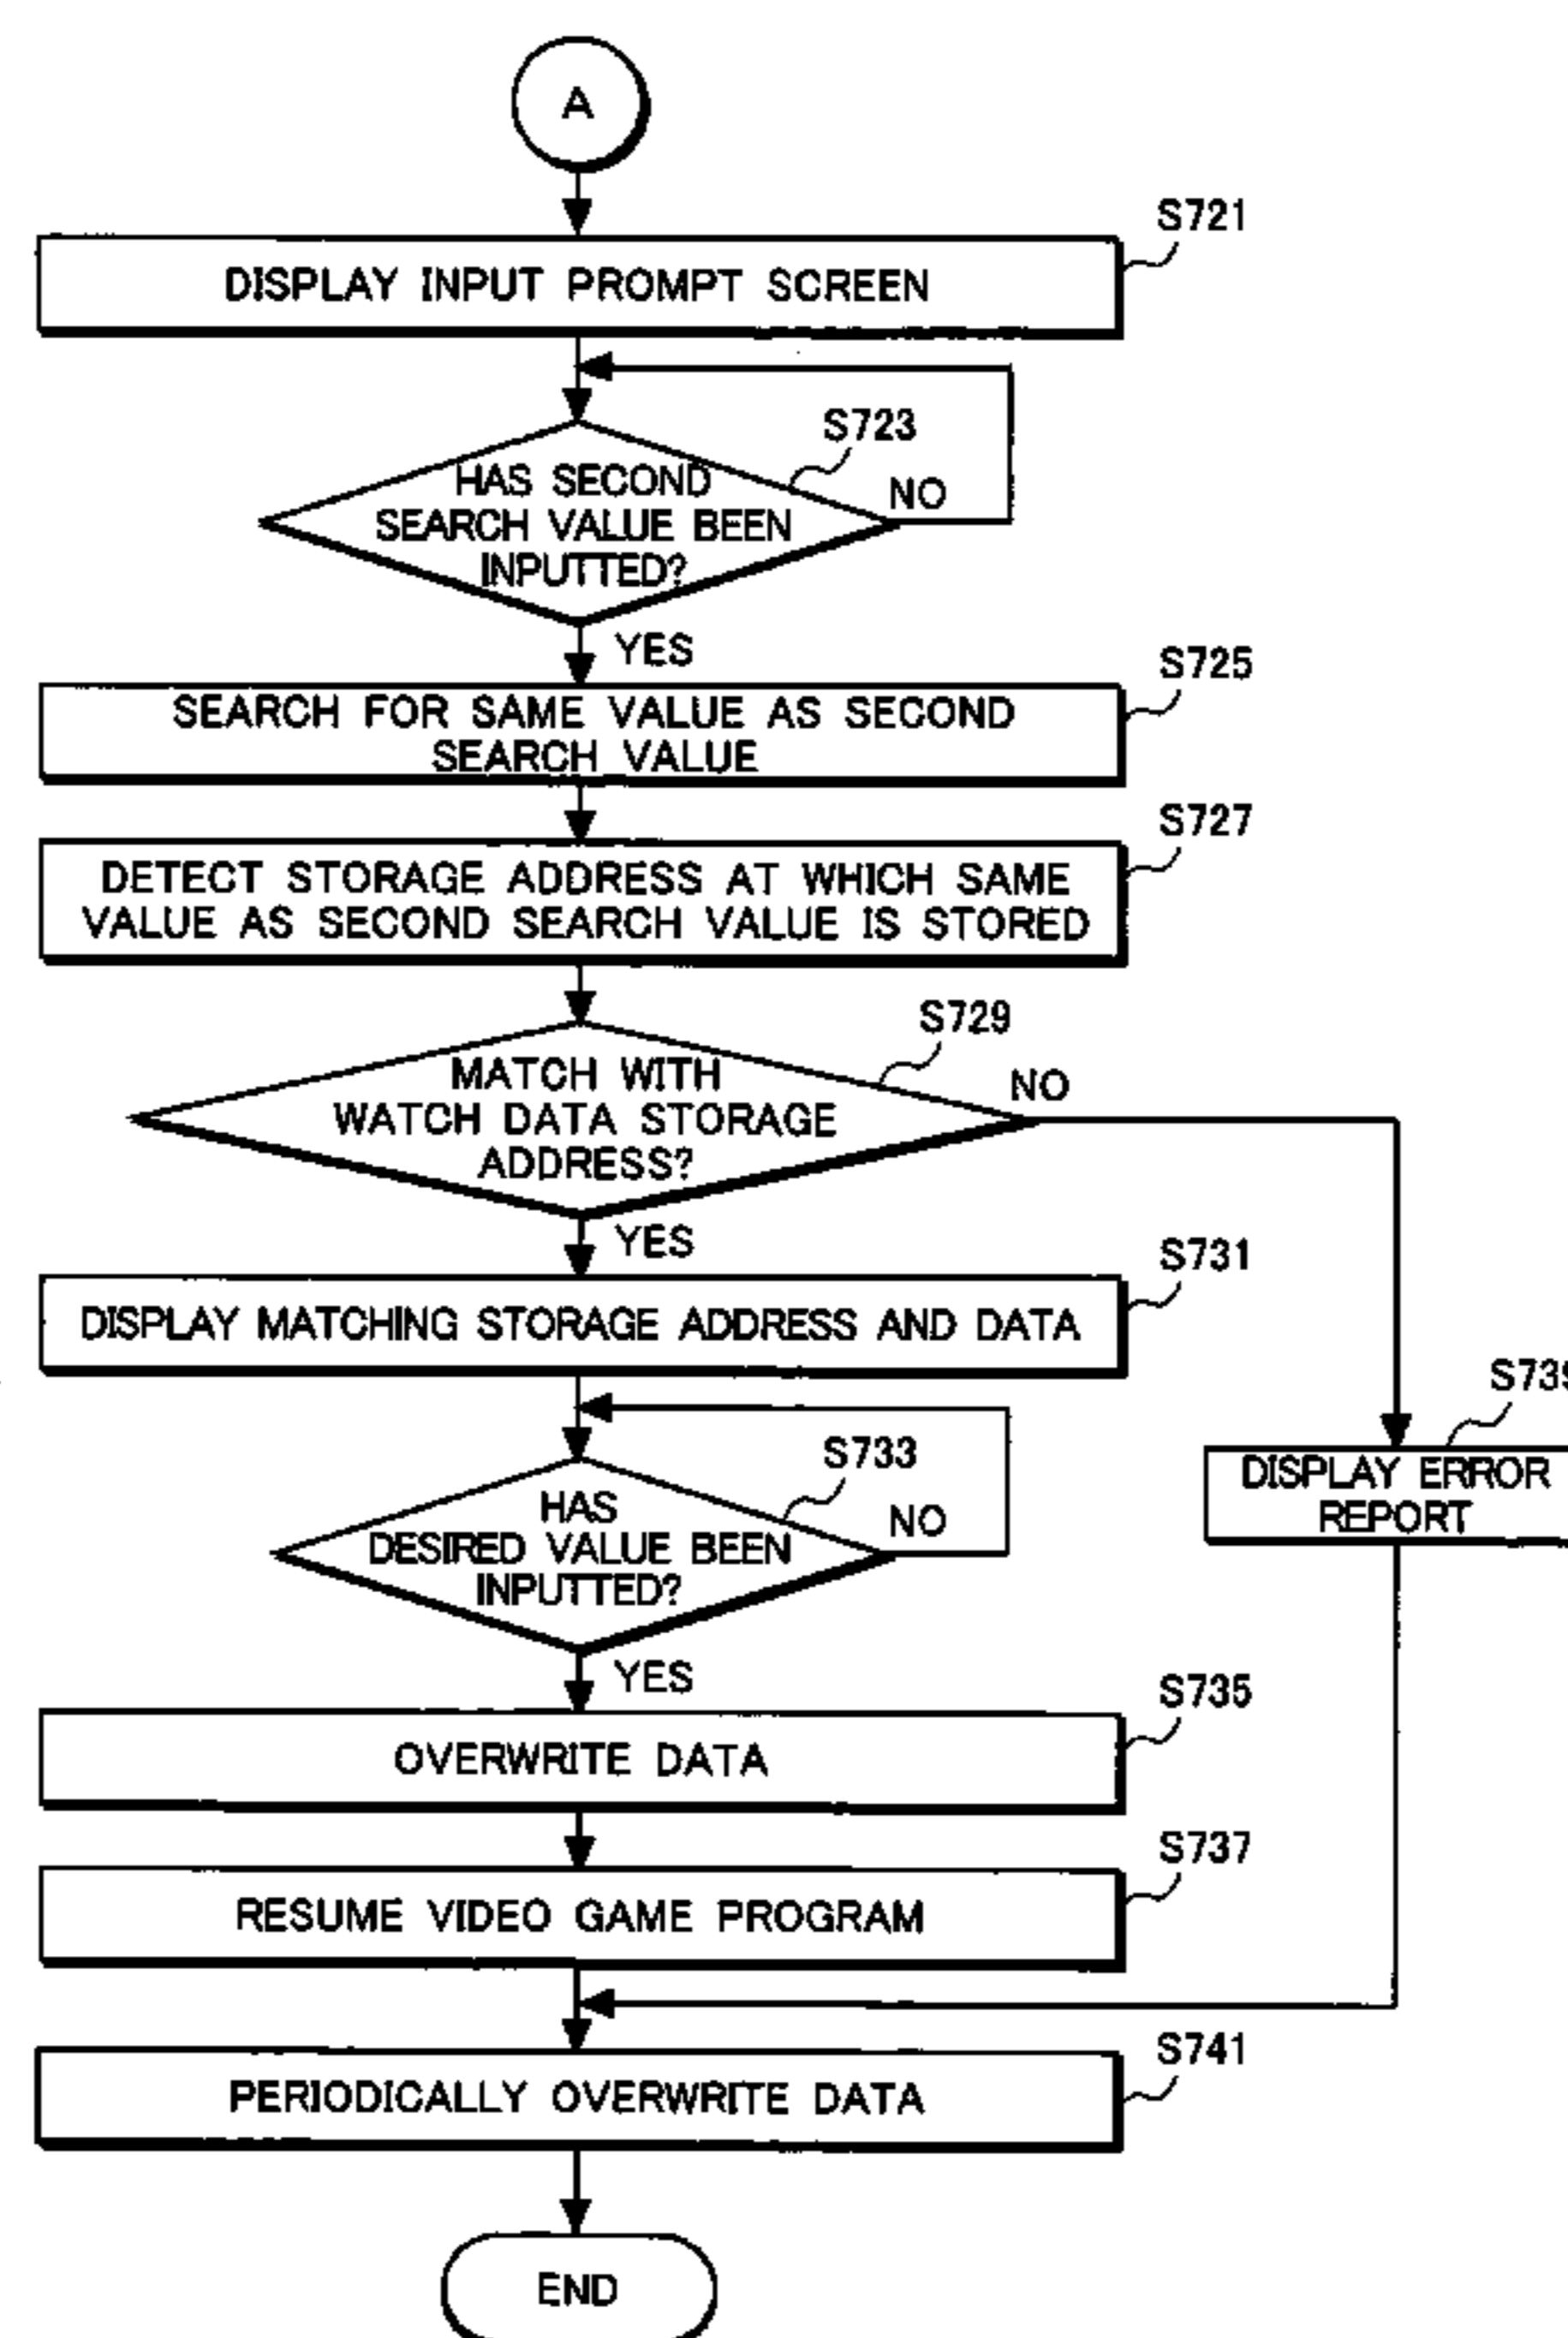 A
S721
DISPLAY INPUT PROMPT SCREEN
S723
HAS SECOND
SEARCH VALUE BEEN
INPUTTED?
NO
YES
S725
SEARCH FOR SAME VALUE AS SECOND
SEARCH VALUE
S727
DETECT STORAGE ADDRESS AT WHICH SAME
VALUE AS SECOND SEARCH VALUE IS STORED
S729
MATCH WITH
WATCH DATA STORAGE
ADDRESS?
NO
YES
S731
DISPLAY MATCHING STORAGE ADDRESS AND DATA
S733
HAS
DESIRED VALUE BEEN
INPUTTED?
NO
YES
S739
DISPLAY ERROR
REPORT
S735
OVERWRITE DATA
S737
RESUME VIDEO GAME PROGRAM
S741
PERIODICALLY OVERWRITE DATA
END